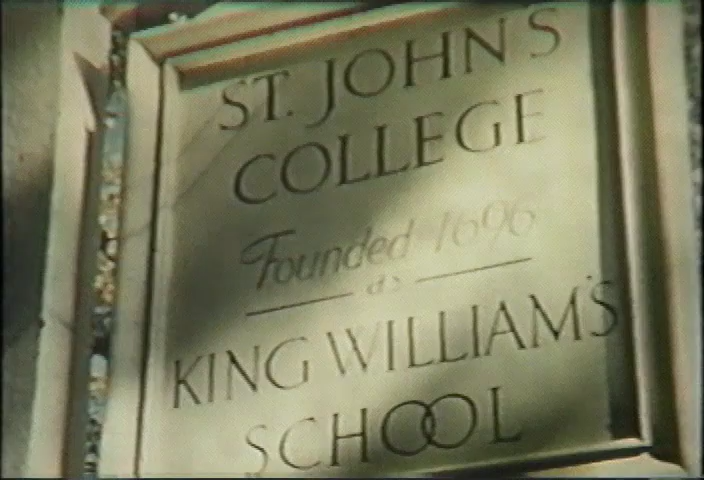 ST. JOHN'S
COLLEGE
Founded 1696
as
KING WILLIAM'S
SCHOOL